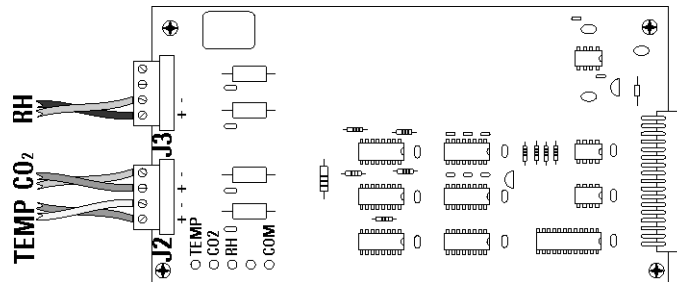 RH
CO₂
TEMP
J3
J2
- +
- +
- +
TEMP
CO2
RH
COM